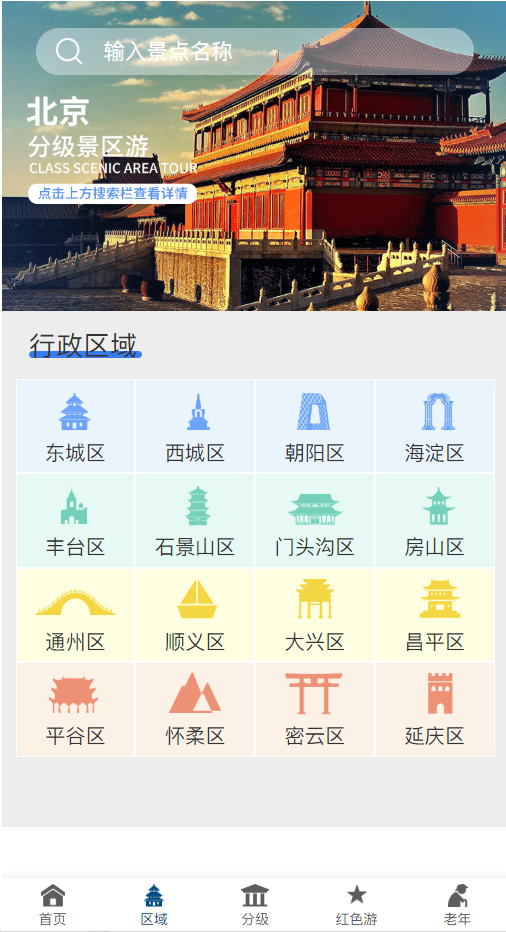 输入景点名称
北京
分级景区游
CLASS SCENIC AREA TOUR
点击上方搜索栏查看详情
行政区域
东城区 西城区 朝阳区 海淀区
丰台区 石景山区 门头沟区 房山区
通州区 顺义区 大兴区 昌平区
平谷区 怀柔区 密云区 延庆区
首页 区域 分级 红色游 老年